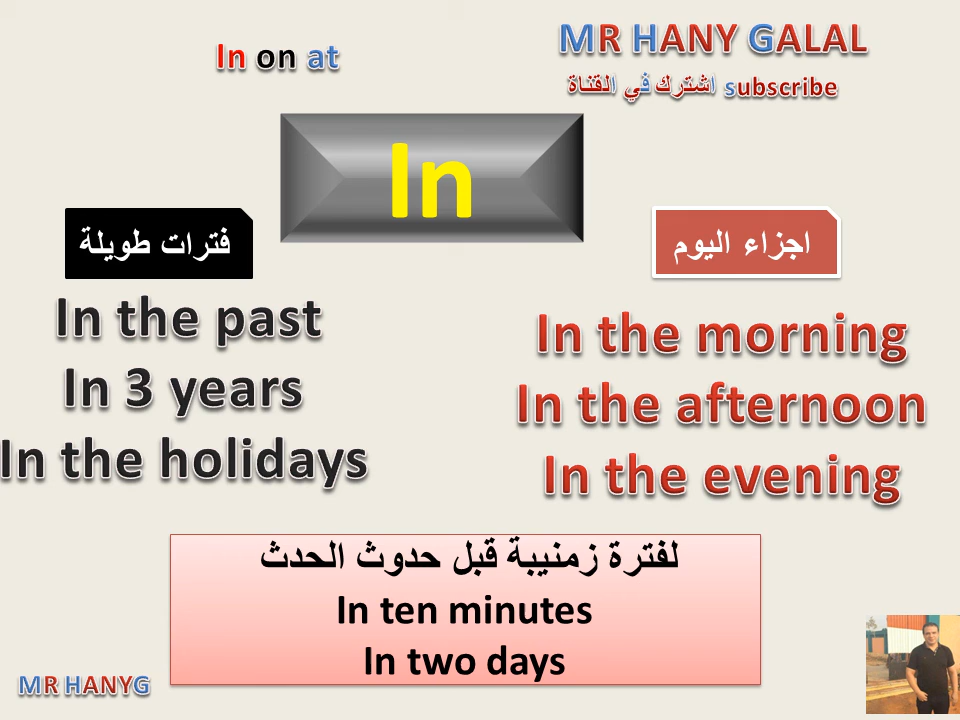 In on at
MR HANY GALAL
اشترك في القناة subscribe
In
فترات طويلة
In the past
In 3 years
In the holidays
اجزاء اليوم
In the morning
In the afternoon
In the evening
لفترة زمنيبة قبل حدوث الحدث
In ten minutes
In two days
MR HANYG